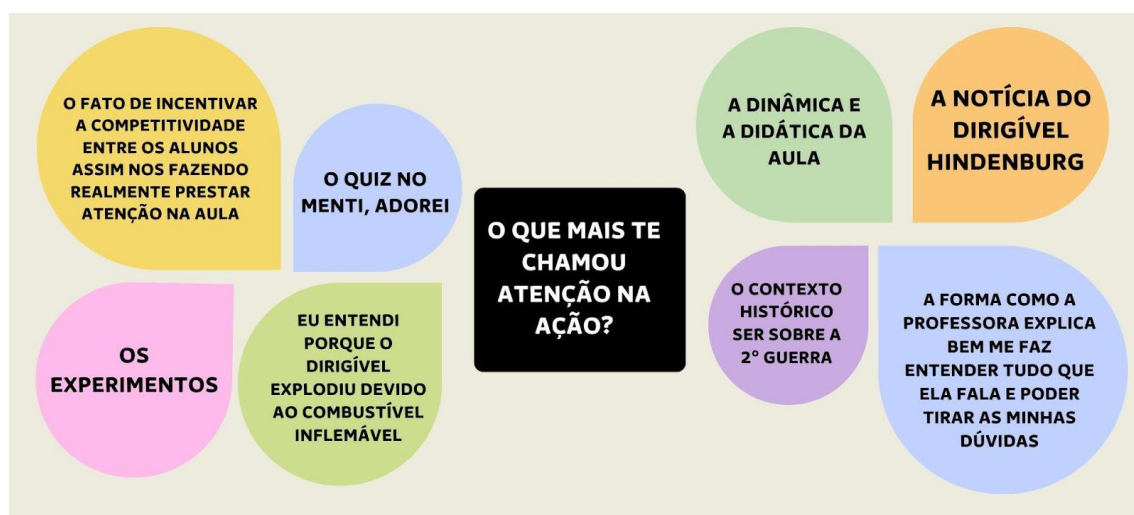 O FATO DE INCENTIVAR
A COMPETITIVIDADE
ENTRE OS ALUNOS
ASSIM NOS FAZENDO
REALMENTE PRESTAR
ATENÇÃO NA AULA
O QUIZ NO
MENTI, ADOREI
OS
EXPERIMENTOS
EU ENTENDI
PORQUE O
DIRIGÍVEL
EXPLODIU DEVIDO
AO COMBUSTÍVEL
INFLEMÁVEL
O QUE MAIS TE
CHAMOU
ATENÇÃO NA
AÇÃO?
A DINÂMICA E
A DIDÁTICA DA
AULA
A NOTÍCIA DO
DIRIGÍVEL
HINDENBURG
O CONTEXTO
HISTÓRICO
SER SOBRE A
2° GUERRA
A FORMA COMO A
PROFESSORA EXPLICA
BEM ME FAZ
ENTENDER TUDO QUE
ELA FALA E PODER
TIRAR AS MINHAS
DÚVIDAS